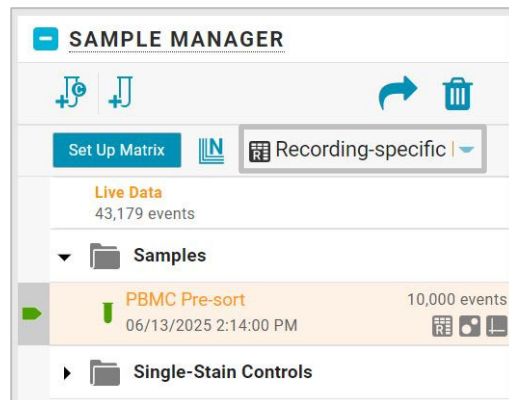 SAMPLE MANAGER
Set Up Matrix
Recording-specific
Live Data
43,179 events
Samples
PBMC Pre-sort 10,000 events
06/13/2025 2:14:00 PM
Single-Stain Controls